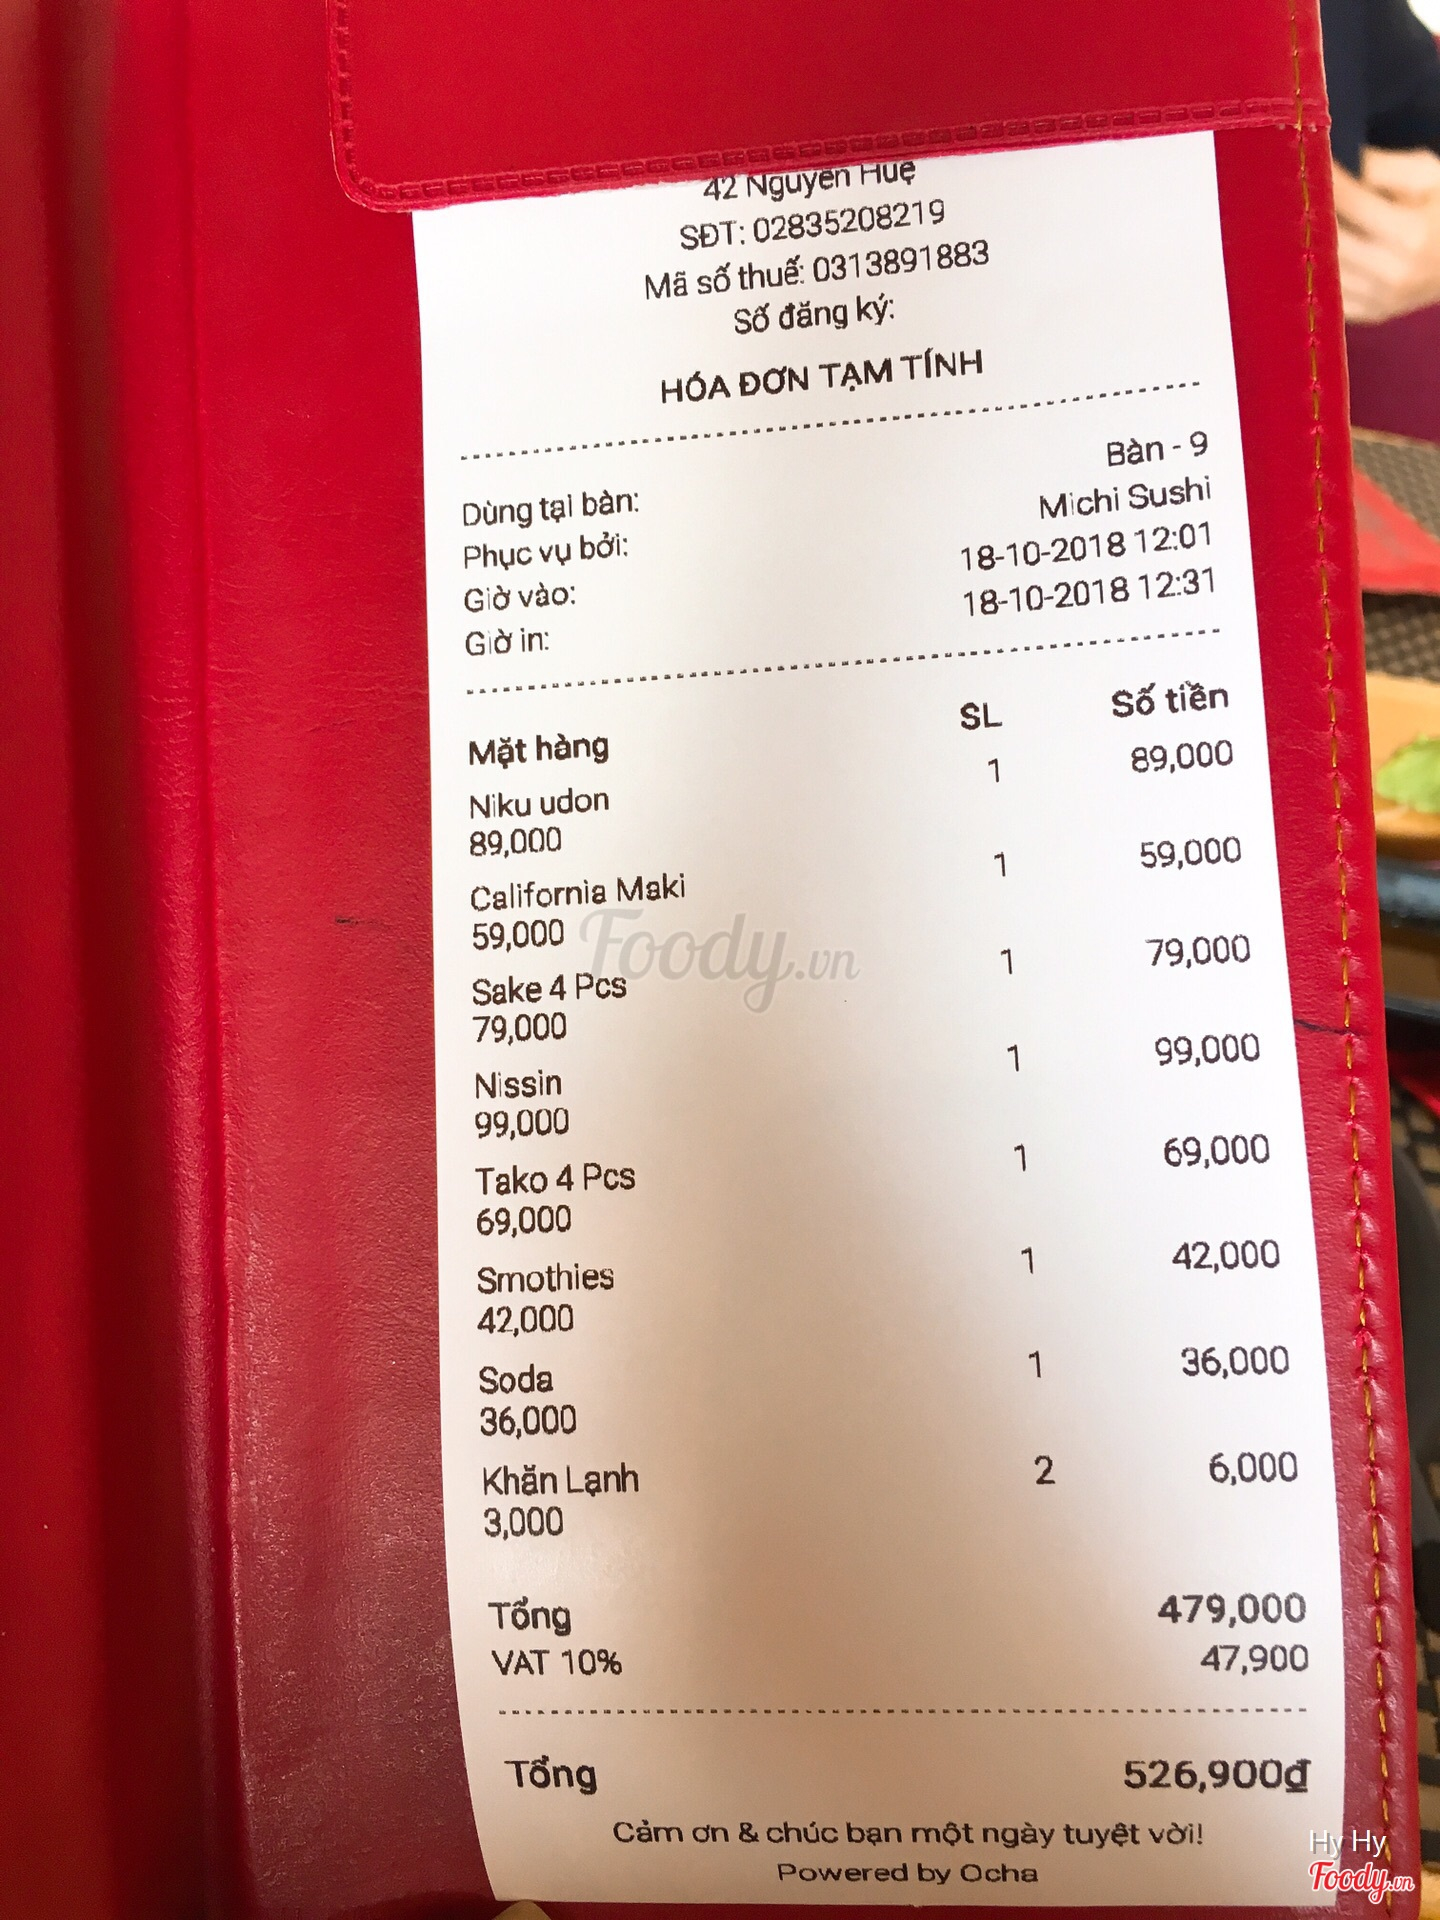 42 Nguyễn Huệ
SĐT: 02835208219
Mã số thuế: 0313891883
Số đăng ký:
HÓA ĐƠN TẠM TÍNH
Dùng tại bàn: Bàn - 9
Phục vụ bởi: Michi Sushi
Giờ vào: 18-10-2018 12:01
Giờ in: 18-10-2018 12:31
Mặt hàng SL Số tiền
Niku udon 1 89,000
89,000
California Maki 1 59,000
59,000
Sake 4 Pcs 1 79,000
79,000
Nissin 1 99,000
99,000
Tako 4 Pcs 1 69,000
69,000
Smothies 1 42,000
42,000
Soda 1 36,000
36,000
Khăn Lạnh 2 6,000
3,000
Tổng 479,000
VAT 10% 47,900
Tổng 526,900₫
Cảm ơn & chúc bạn một ngày tuyệt vời!
Powered by Ocha
Foody.vn
Hy Hy
Foody.vn